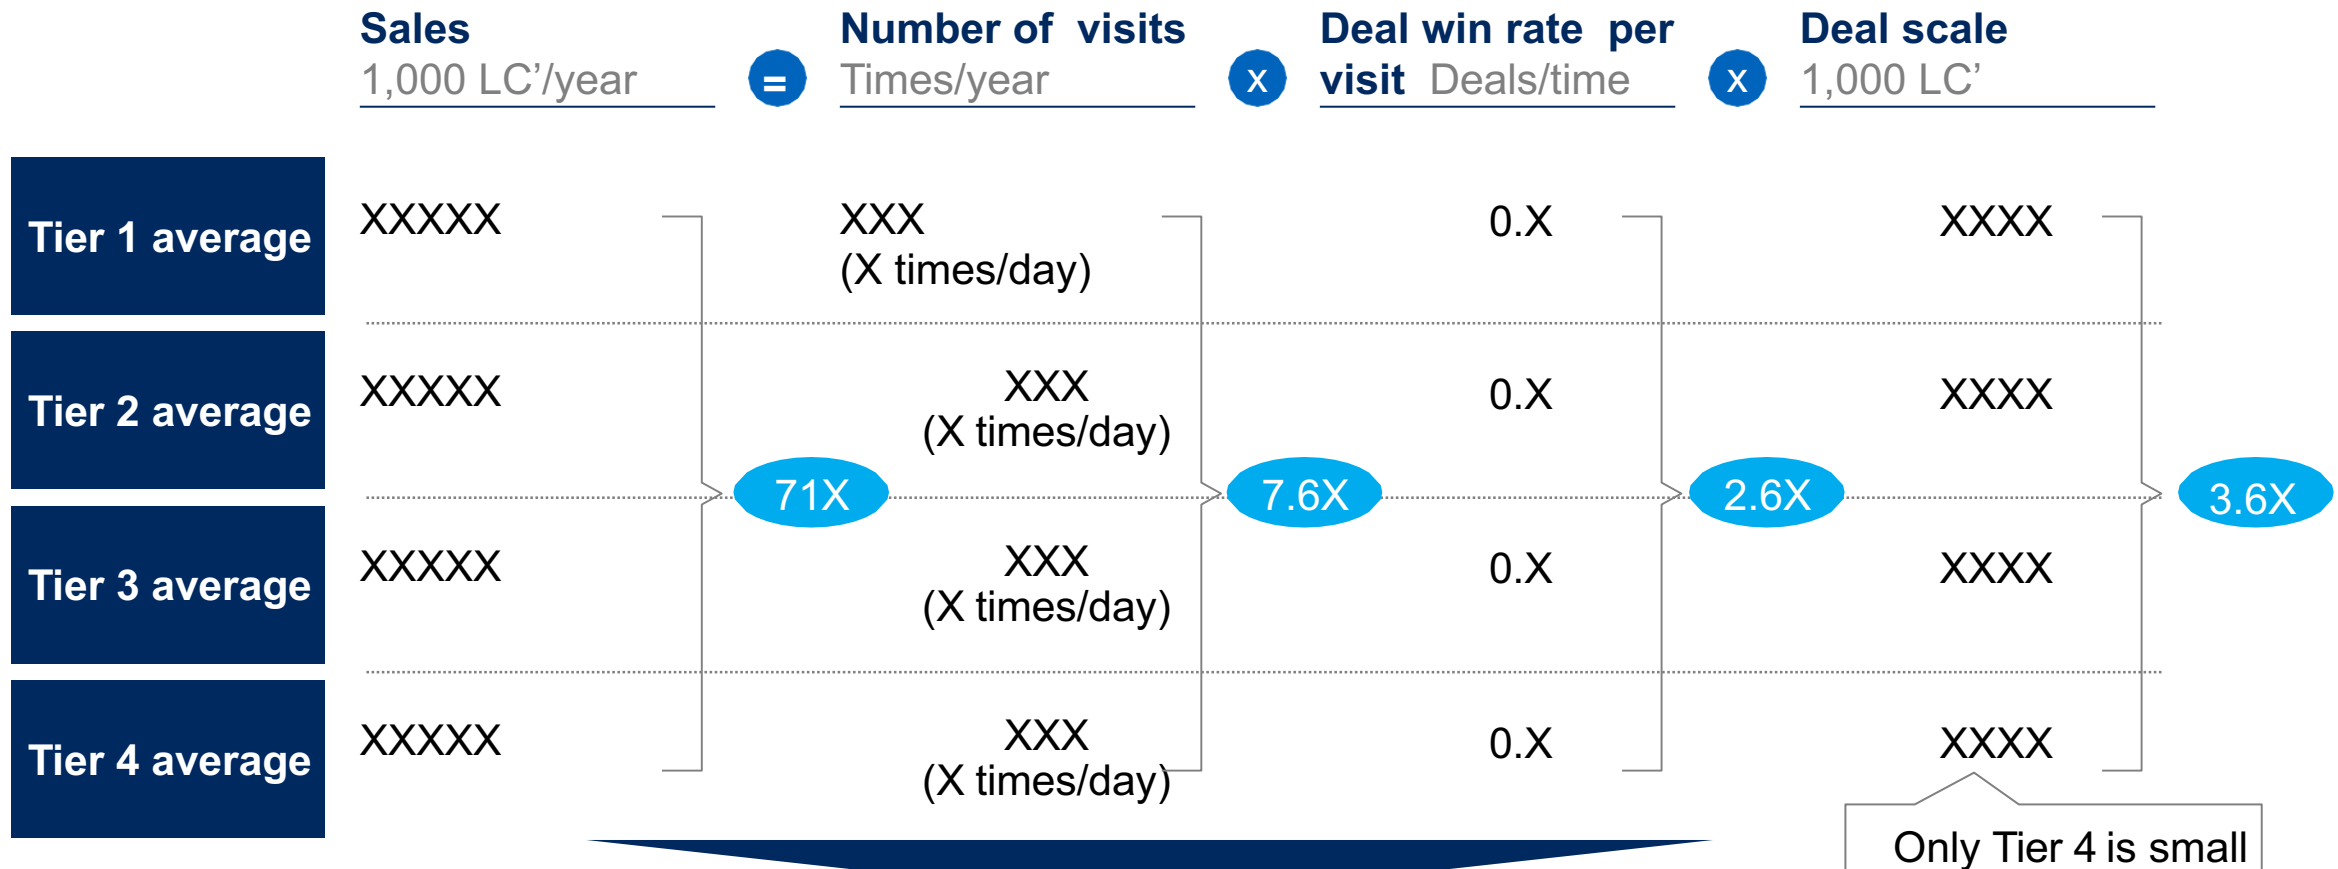 Sales
1,000 LC’/year
=
Number of visits
Times/year
x
Deal win rate per
visit Deals/time
x
Deal scale
1,000 LC’
Tier 1 average
XXXXX
XXX
(X times/day)
0.X
XXXX
Tier 2 average
XXXXX
XXX
(X times/day)
0.X
XXXX
71X
7.6X
2.6X
3.6X
Tier 3 average
XXXXX
XXX
(X times/day)
0.X
XXXX
Tier 4 average
XXXXX
XXX
(X times/day)
0.X
XXXX
Only Tier 4 is small